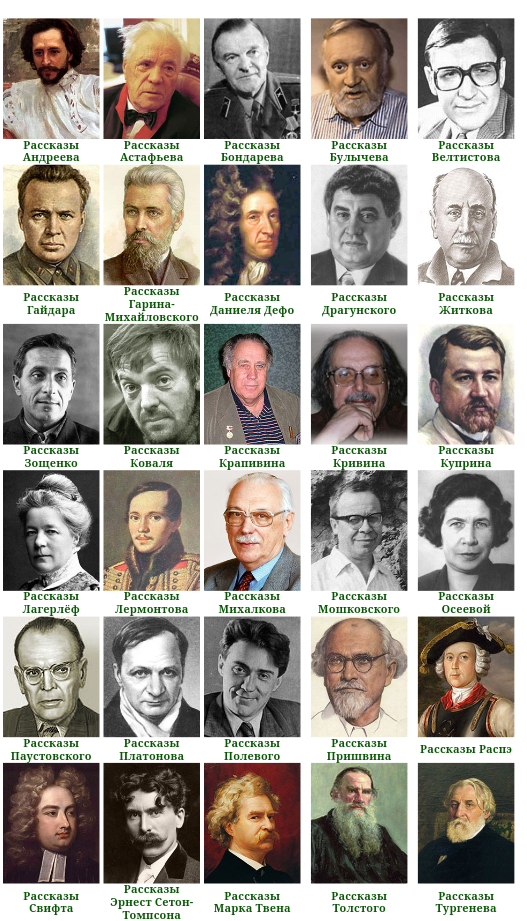 Рассказы
Андреева
Рассказы
Астафьева
Рассказы
Бондарева
Рассказы
Булычева
Рассказы
Велтистова
Рассказы
Гайдара
Рассказы
Гарина-
Михайловского
Рассказы
Даниеля Дефо
Рассказы
Драгунского
Рассказы
Житкова
Рассказы
Зощенко
Рассказы
Коваля
Рассказы
Крапивина
Рассказы
Кривина
Рассказы
Куприна
Рассказы
Лагерлёф
Рассказы
Лермонтова
Рассказы
Михалкова
Рассказы
Мошковского
Рассказы
Осеевой
Рассказы
Паустовского
Рассказы
Платонова
Рассказы
Полевого
Рассказы
Пришвина
Рассказы Распэ
Рассказы
Свифта
Рассказы
Эрнест Сетон-
Томпсона
Рассказы
Марка Твена
Рассказы
Толстого
Рассказы
Тургенева